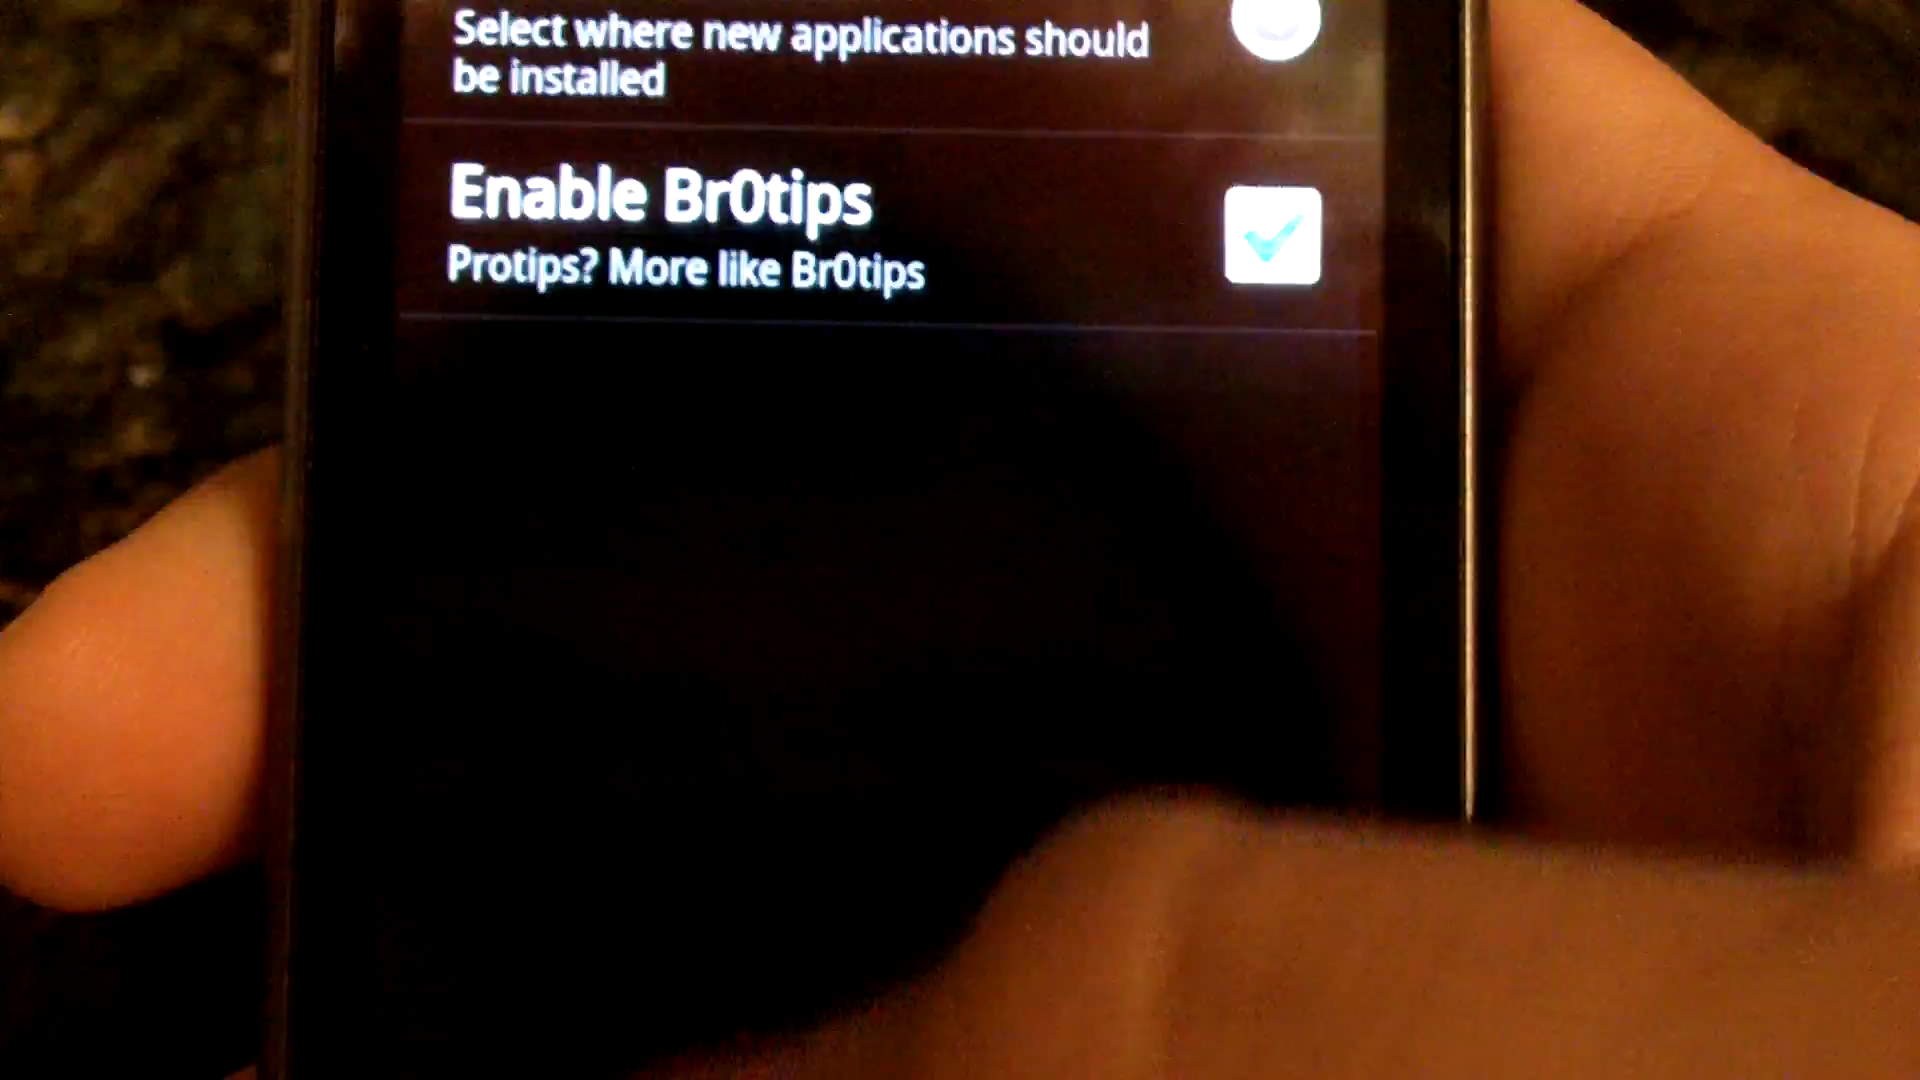 Select where new applications should
be installed
Enable Br0tips
Protips? More like Br0tips